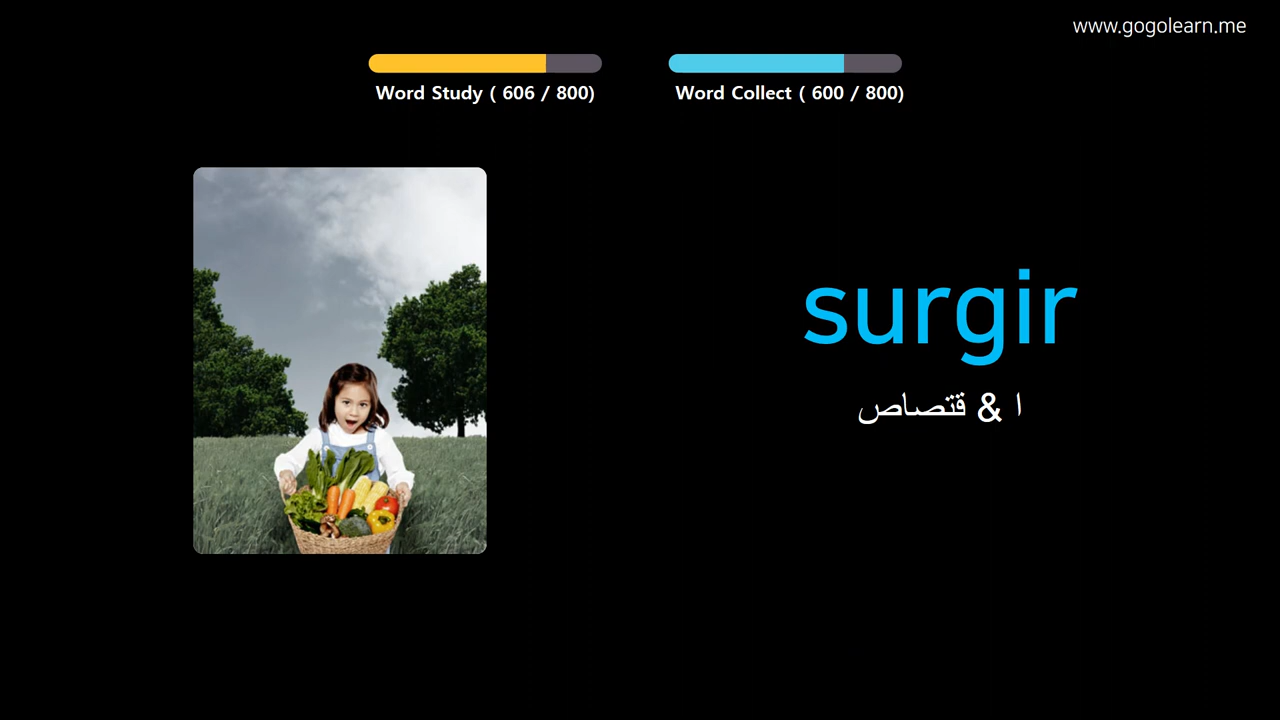 www.gogolearn.me
Word Study ( 606 / 800)
Word Collect ( 600 / 800)
surgir
ا & قتصاص